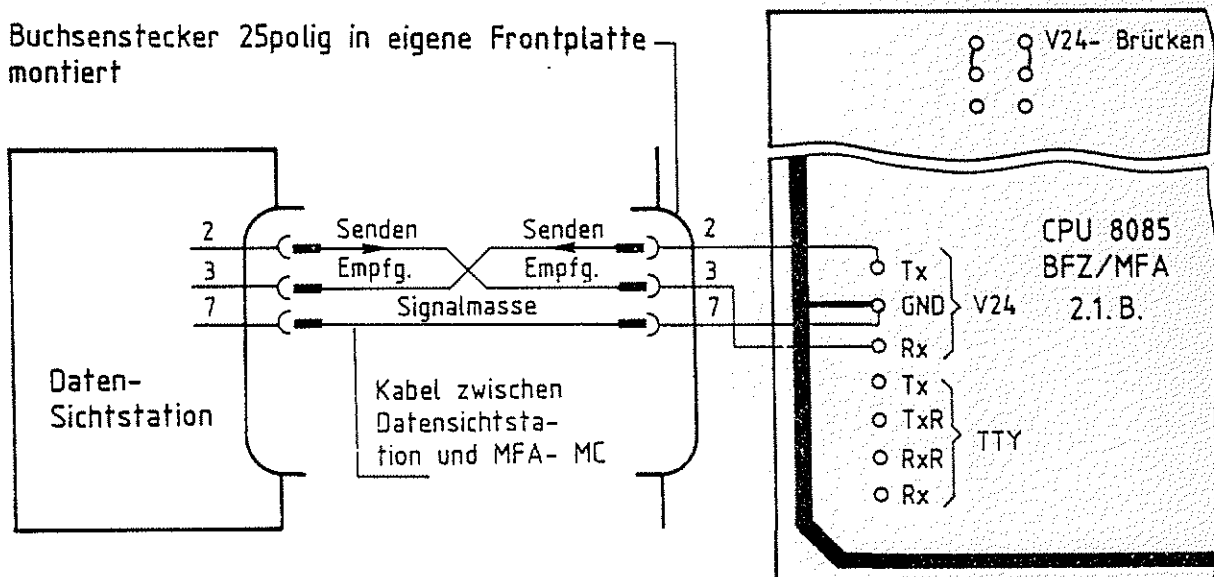 Buchsenstecker 25polig in eigene Frontplatte
montiert
V24- Brücken
2
Senden
Senden
2
3
Empfg.
Empfg.
3
7
Signalmasse
7
Daten-
Sichtstation
Kabel zwischen
Datensichtsta-
tion und MFA- MC
Tx
GND
V24
Rx
Tx
TxR
TTY
RxR
Rx
CPU 8085
BFZ/MFA
2.1. B.